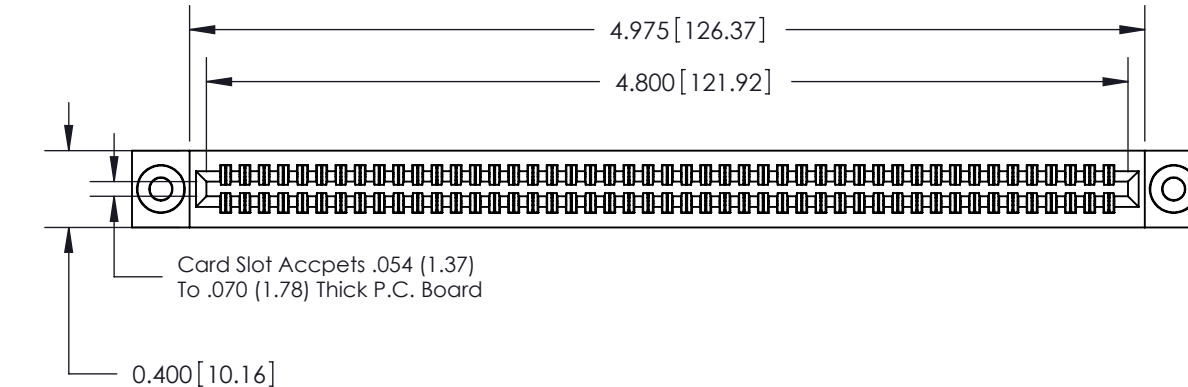 4.975[126.37]
4.800[121.92]
Card Slot Accpets .054 (1.37)
To .070 (1.78) Thick P.C. Board
0.400[10.16]